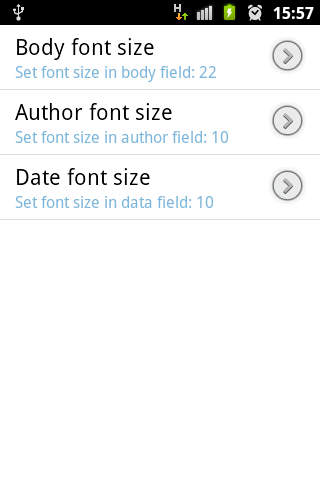 H
15:57
Body font size
Set font size in body field: 22
Author font size
Set font size in author field: 10
Date font size
Set font size in data field: 10